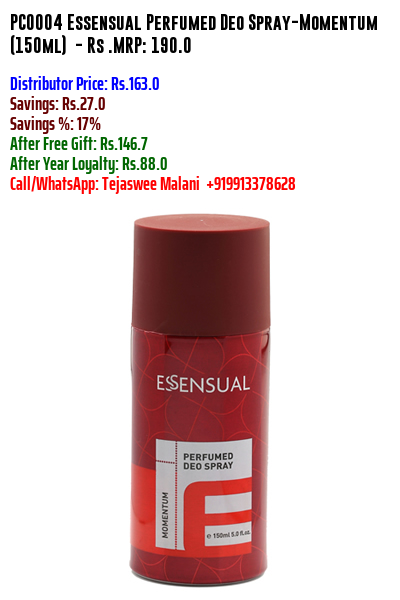 PC0004 Essensual Perfumed Deo Spray-Momentum
(150ml) - Rs .MRP: 190.0
Distributor Price: Rs.163.0
Savings: Rs.27.0
Savings %: 17%
After Free Gift: Rs.146.7
After Year Loyalty: Rs.88.0
Call/WhatsApp: Tejaswee Malani +919913378628
ESSENSUAL
PERFUMED
DEO SPRAY
MOMENTUM
e 150ml 5.0 fl.oz.